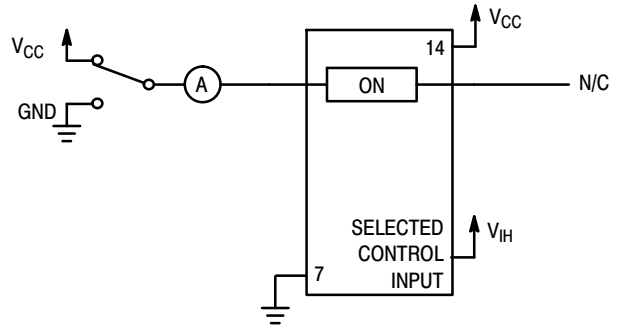 VCC
14
VCC
A
ON
N/C
GND
SELECTED
CONTROL
INPUT
VIH
7